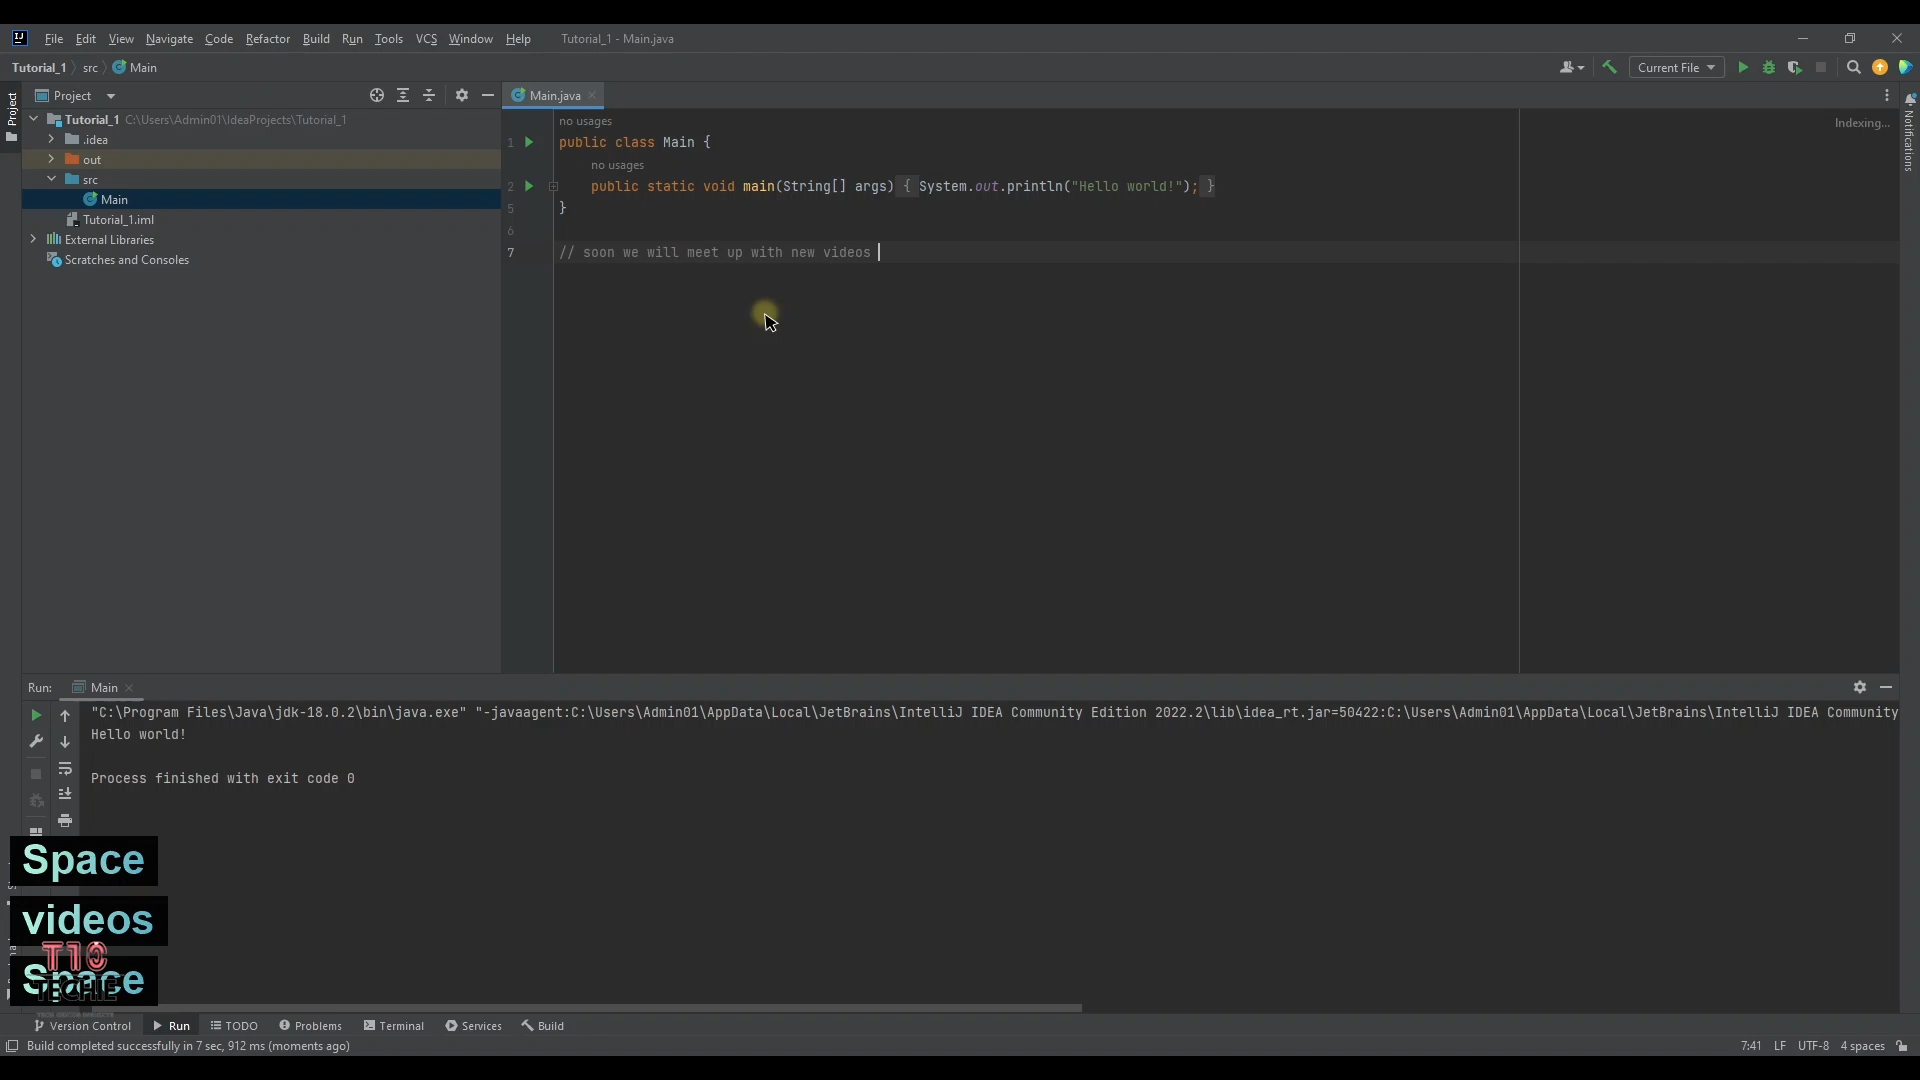 File Edit View Navigate Code Refactor Build Run Tools VCS Window Help Tutorial_1 - Main.java
Tutorial_1 src Main
Current File
Project
Project
Main.java
Notifications
Tutorial_1 C:\Users\Admin01\IdeaProjects\Tutorial_1
.idea
out
src
Main
Tutorial_1.iml
External Libraries
Scratches and Consoles
no usages
Indexing...
1 public class Main {
no usages
2 public static void main(String[] args) { System.out.println("Hello world!"); }
5 }
6
7 // soon we will meet up with new videos
Run: Main
"C:\Program Files\Java\jdk-18.0.2\bin\java.exe" "-javaagent:C:\Users\Admin01\AppData\Local\JetBrains\IntelliJ IDEA Community Edition 2022.2\lib\idea_rt.jar=50422:C:\Users\Admin01\AppData\Local\JetBrains\IntelliJ IDEA Community
Hello world!
Process finished with exit code 0
Space
videos
Space
TECHIE
Version Control Run TODO Problems Terminal Services Build
Build completed successfully in 7 sec, 912 ms (moments ago)
7:41 LF UTF-8 4 spaces